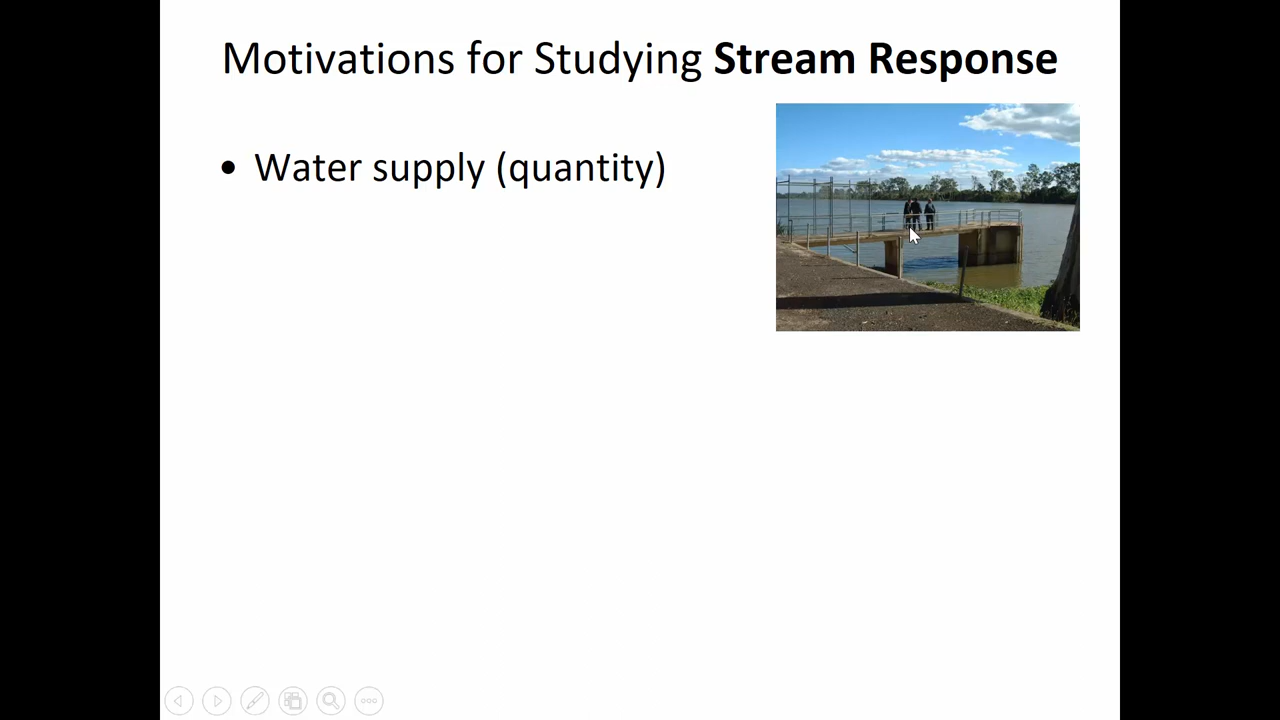 Motivations for Studying Stream Response
• Water supply (quantity)